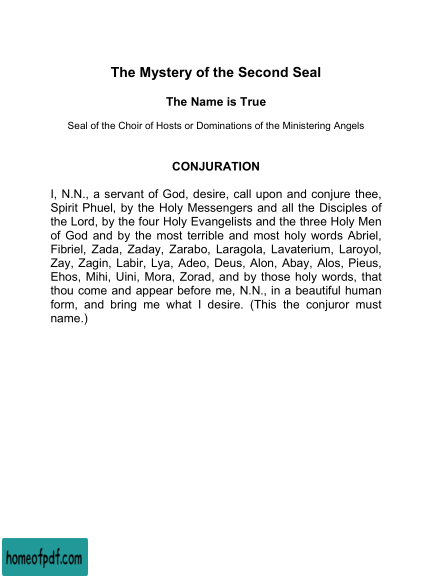 The Mystery of the Second Seal
The Name is True
Seal of the Choir of Hosts or Dominations of the Ministering Angels
CONJURATION
I, N.N., a servant of God, desire, call upon and conjure thee,
Spirit Phuel, by the Holy Messengers and all the Disciples of
the Lord, by the four Holy Evangelists and the three Holy Men
of God and by the most terrible and most holy words Abriel,
Fibriel, Zada, Zaday, Zarabo, Laragola, Lavaterium, Laroyol,
Zay, Zagin, Labir, Lya, Adeo, Deus, Alon, Abay, Alos, Pieus,
Ehos, Mihi, Uini, Mora, Zorad, and by those holy words, that
thou come and appear before me, N.N., in a beautiful human
form, and bring me what I desire. (This the conjuror must
name.)
homeofpdf.com